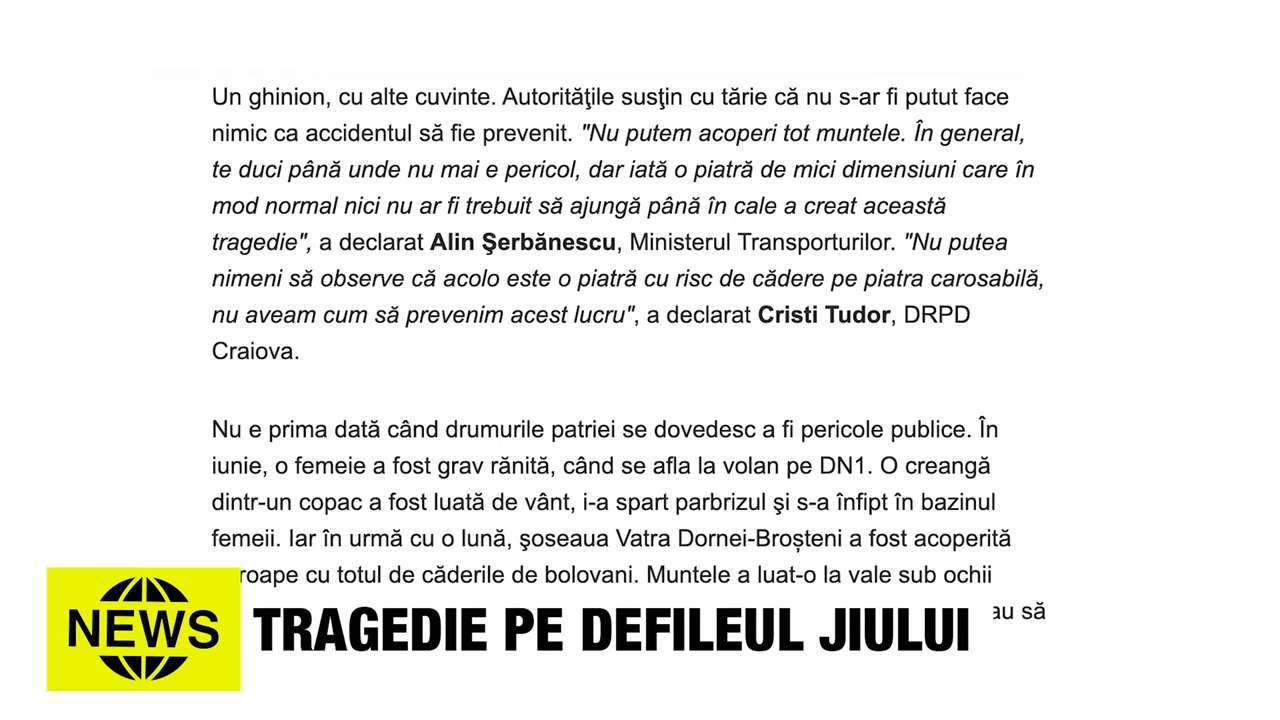 Un ghinion, cu alte cuvinte. Autorităţile susţin cu tărie că nu s-ar fi putut face
nimic ca accidentul să fie prevenit. "Nu putem acoperi tot muntele. În general,
te duci până unde nu mai e pericol, dar iată o piatră de mici dimensiuni care în
mod normal nici nu ar fi trebuit să ajungă până în cale a creat această
tragedie", a declarat Alin Şerbănescu, Ministerul Transporturilor. "Nu putea
nimeni să observe că acolo este o piatră cu risc de cădere pe piatra carosabilă,
nu aveam cum să prevenim acest lucru", a declarat Cristi Tudor, DRPD
Craiova.
Nu e prima dată când drumurile patriei se dovedesc a fi pericole publice. În
iunie, o femeie a fost grav rănită, când se afla la volan pe DN1. O creangă
dintr-un copac a fost luată de vânt, i-a spart parbrizul şi s-a înfipt în bazinul
femeii. Iar în urmă cu o lună, şoseaua Vatra Dornei-Broșteni a fost acoperită
roape cu totul de căderile de bolovani. Muntele a luat-o la vale sub ochii
au să
NEWS
TRAGEDIE PE DEFILEUL JIULUI